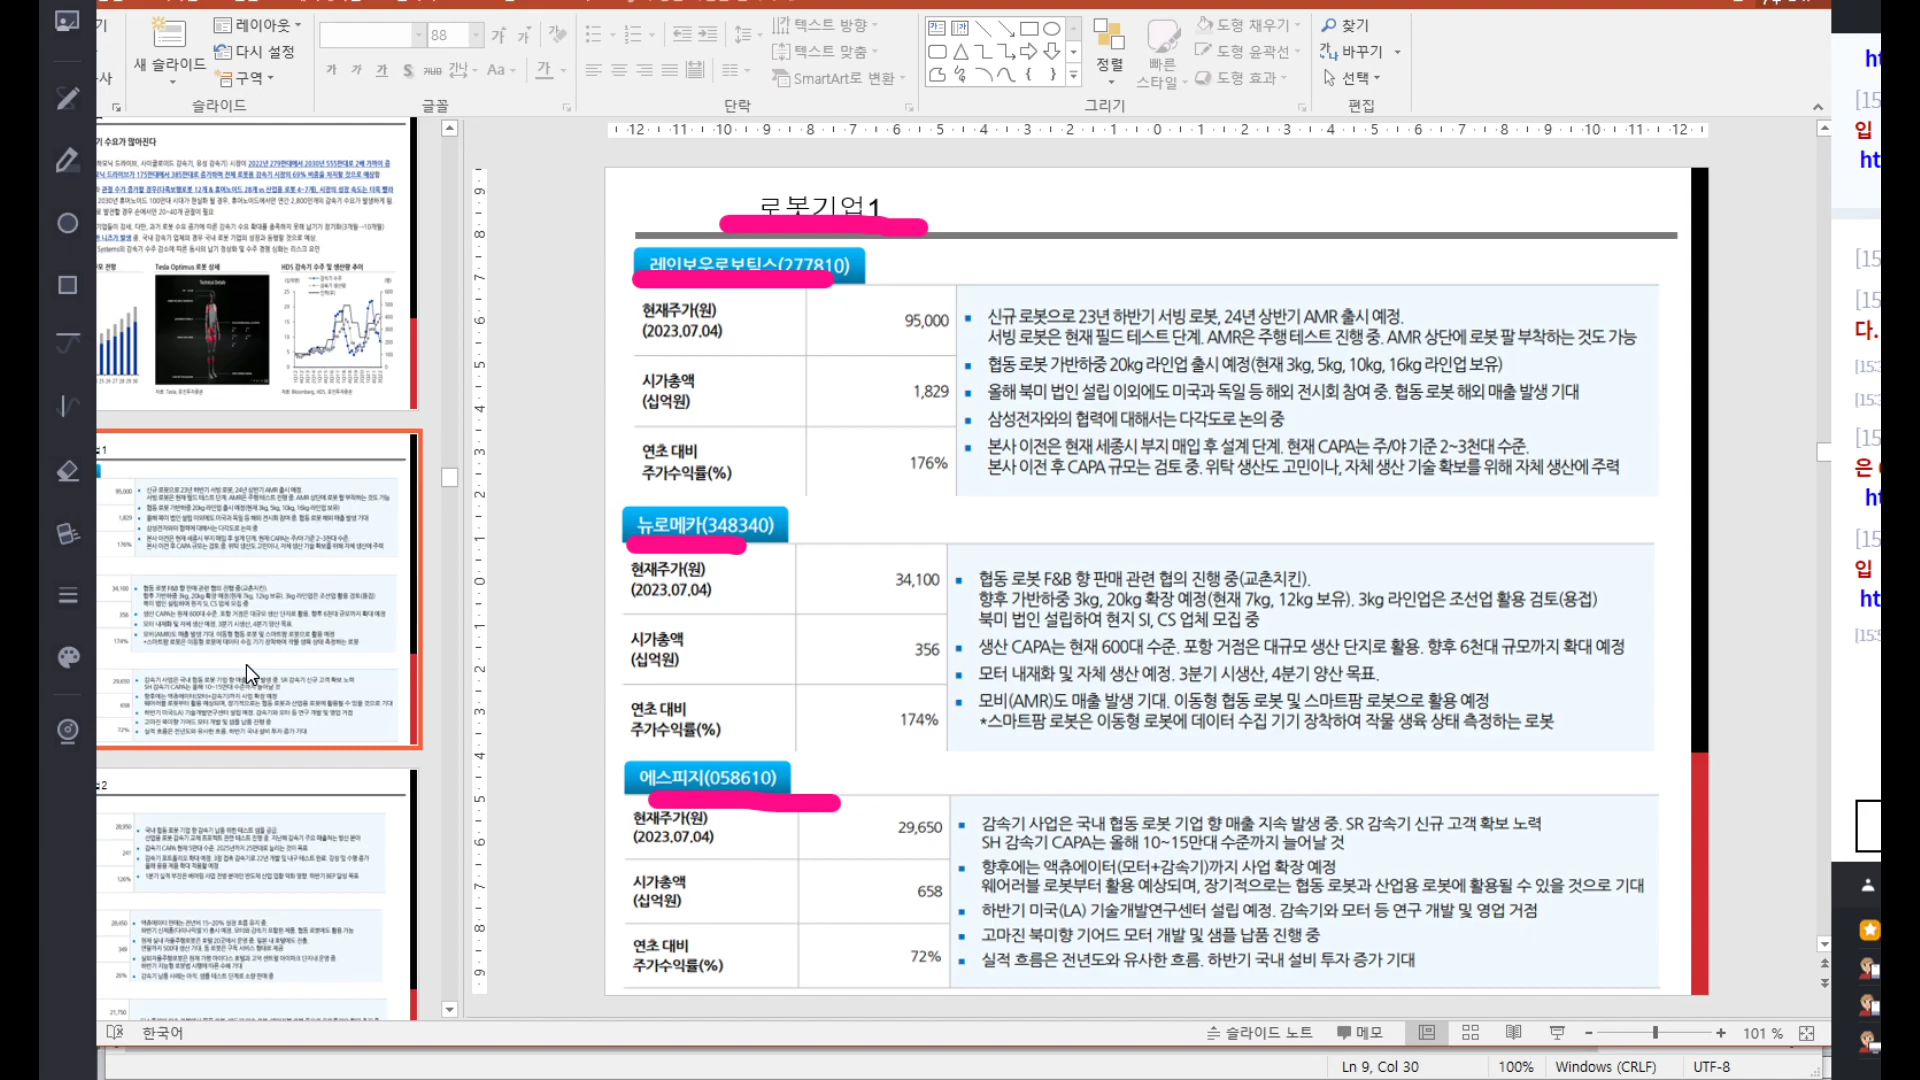 레이아웃
새 슬라이드
다시 설정
구역
슬라이드
88
Aa
글꼴
단락
텍스트 방향
텍스트 맞춤
SmartArt로 변환
정렬
빠른
스타일
도형 채우기
도형 윤곽선
도형 효과
그리기
찾기
바꾸기
선택
편집
기 수요가 많아진다
Tesla Optimus 로봇 상세
HDS 감속기 수주 및 생산량 추이
로봇기업1
레인보우로보틱스(277810)
현재주가(원)
(2023.07.04)
95,000
시가총액
(십억원)
1,829
연초 대비
주가수익률(%)
176%
신규 로봇으로 23년 하반기 서빙 로봇, 24년 상반기 AMR 출시 예정.
서빙 로봇은 현재 필드 테스트 단계. AMR은 주행 테스트 진행 중. AMR 상단에 로봇 팔 부착하는 것도 가능
협동 로봇 가반하중 20kg 라인업 출시 예정(현재 3kg, 5kg, 10kg, 16kg 라인업 보유)
올해 북미 법인 설립 이외에도 미국과 독일 등 해외 전시회 참여 중. 협동 로봇 해외 매출 발생 기대
삼성전자와의 협력에 대해서는 다각도로 논의 중
본사 이전은 현재 세종시 부지 매입 후 설계 단계. 현재 CAPA는 주/야 기준 2~3천대 수준.
본사 이전 후 CAPA 규모는 검토 중. 위탁 생산도 고민이나, 자체 생산 기술 확보를 위해 자체 생산에 주력
뉴로메카(348340)
현재주가(원)
(2023.07.04)
34,100
시가총액
(십억원)
356
연초 대비
주가수익률(%)
174%
협동 로봇 F&B 향 판매 관련 협의 진행 중(교촌치킨).
향후 가반하중 3kg, 20kg 확장 예정(현재 7kg, 12kg 보유). 3kg 라인업은 조선업 활용 검토(용접)
북미 법인 설립하여 현지 SI, CS 업체 모집 중
생산 CAPA는 현재 600대 수준. 포항 거점은 대규모 생산 단지로 활용. 향후 6천대 규모까지 확대 예정
모터 내재화 및 자체 생산 예정. 3분기 시생산, 4분기 양산 목표.
모비(AMR)도 매출 발생 기대. 이동형 협동 로봇 및 스마트팜 로봇으로 활용 예정
*스마트팜 로봇은 이동형 로봇에 데이터 수집 기기 장착하여 작물 생육 상태 측정하는 로봇
에스피지(058610)
현재주가(원)
(2023.07.04)
29,650
시가총액
(십억원)
658
연초 대비
주가수익률(%)
72%
감속기 사업은 국내 협동 로봇 기업 향 매출 지속 발생 중. SR 감속기 신규 고객 확보 노력
SH 감속기 CAPA는 올해 10~15만대 수준까지 늘어날 것
향후에는 액츄에이터(모터+감속기)까지 사업 확장 예정
웨어러블 로봇부터 활용 예상되며, 장기적으로는 협동 로봇과 산업용 로봇에 활용될 수 있을 것으로 기대
하반기 미국(LA) 기술개발연구센터 설립 예정. 감속기와 모터 등 연구 개발 및 영업 거점
고마진 북미향 기어드 모터 개발 및 샘플 납품 진행 중
실적 흐름은 전년도와 유사한 흐름. 하반기 국내 설비 투자 증가 기대
한국어
슬라이드 노트
메모
101 %
Ln 9, Col 30
100%
Windows (CRLF)
UTF-8